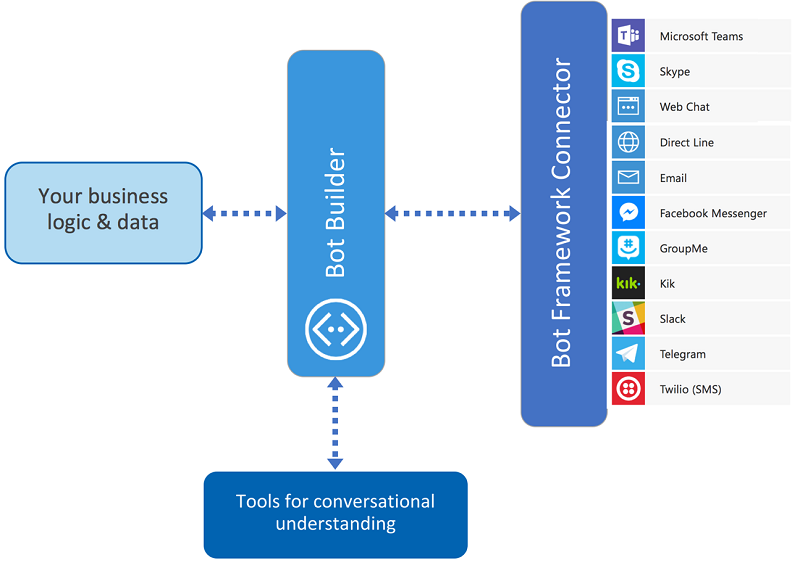 Your business
logic & data
Bot Builder
Tools for conversational
understanding
Bot Framework Connector
T
Microsoft Teams
S
Skype
Web Chat
Direct Line
Email
Facebook Messenger
GroupMe
kik.
Kik
S
Slack
Telegram
Twilio (SMS)